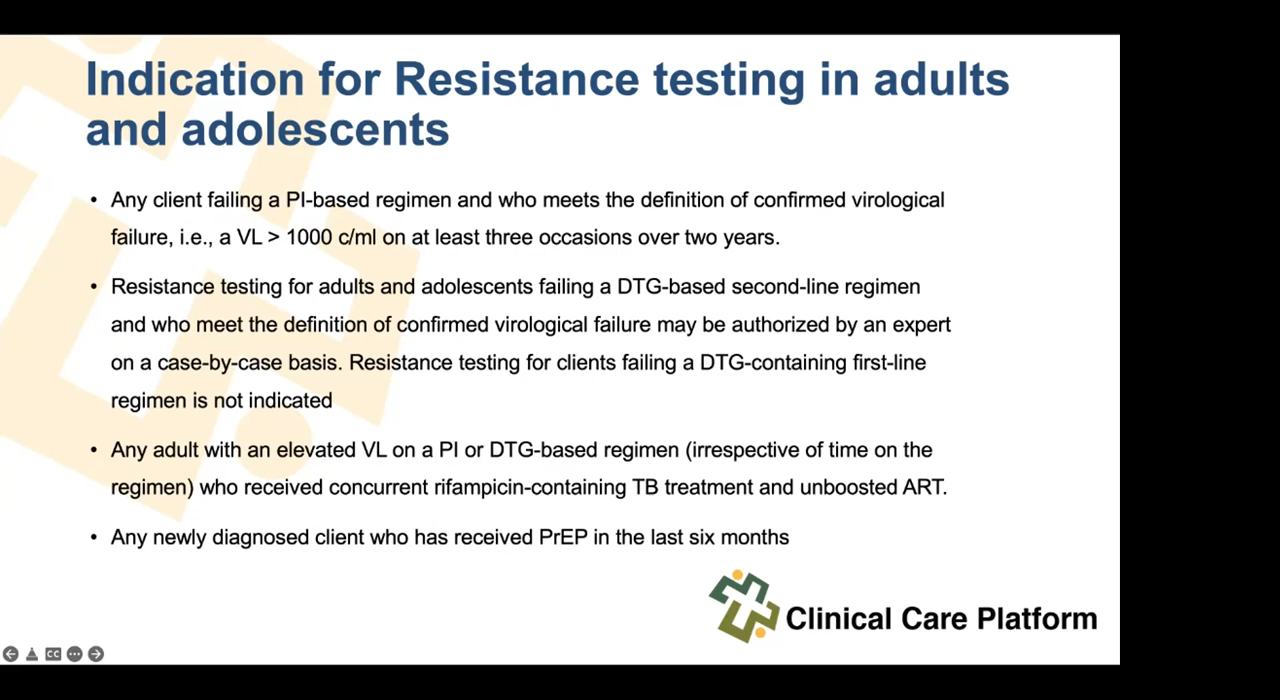 Indication for Resistance testing in adults
and adolescents
• Any client failing a PI-based regimen and who meets the definition of confirmed virological
failure, i.e., a VL > 1000 c/ml on at least three occasions over two years.
• Resistance testing for adults and adolescents failing a DTG-based second-line regimen
and who meet the definition of confirmed virological failure may be authorized by an expert
on a case-by-case basis. Resistance testing for clients failing a DTG-containing first-line
regimen is not indicated
• Any adult with an elevated VL on a PI or DTG-based regimen (irrespective of time on the
regimen) who received concurrent rifampicin-containing TB treatment and unboosted ART.
• Any newly diagnosed client who has received PrEP in the last six months
Clinical Care Platform
CC